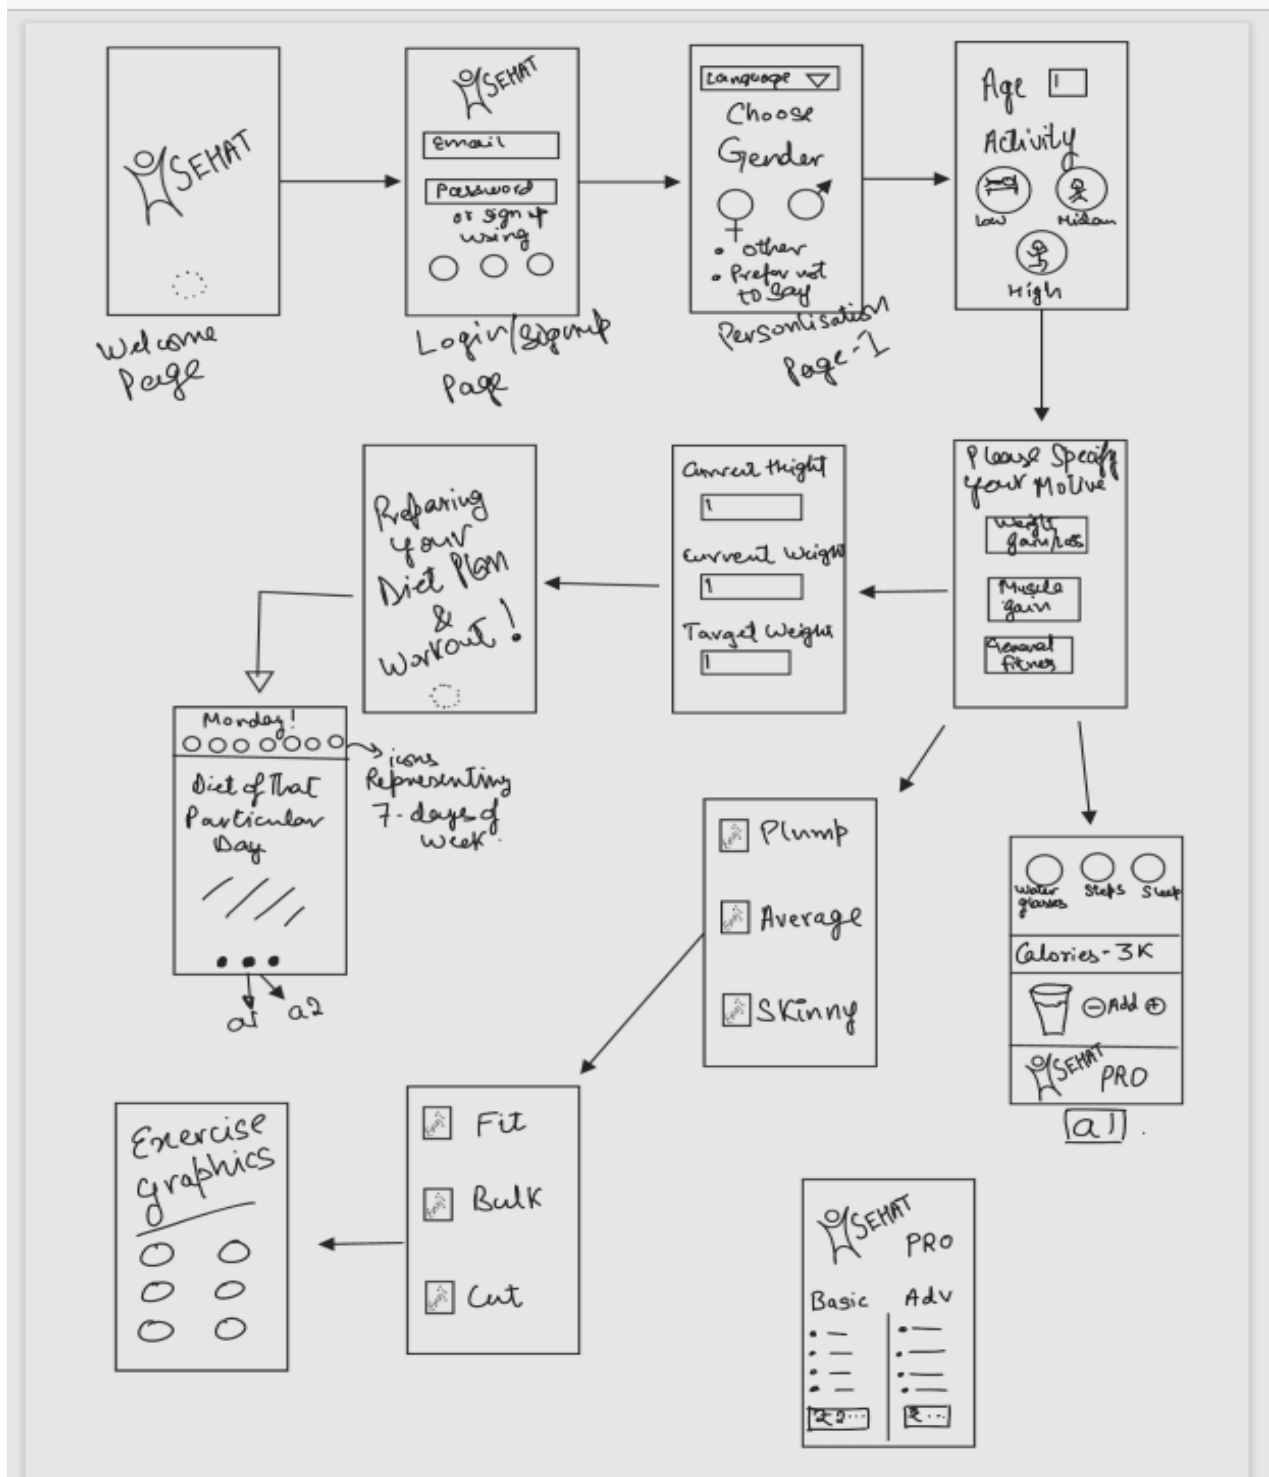 SEHAT
Welcome
Page
SEHAT
Email
Password
or sign up
using
Login/Signup
Page
Language
Choose
Gender
• other
• Prefer not
to say
Personlisation
Page-1
Age
Activity
Low
High
Please Specify
your Motive
Weight
gain/Loss
Muscle
gain
General
fitness
Current Height
Current Weight
Target Weight
Preparing
your
Diet Plan
&
Workout!
Monday!
icons
Representing
7-days of
week.
Diet of That
Particular
Day
a1
a2
Plump
Average
Skinny
Water
glasses
Steps
Sleep
Calories - 3K
Add
SEHAT
PRO
a1
Fit
Bulk
Cut
Exercise
graphics
SEHAT
PRO
Basic
Adv